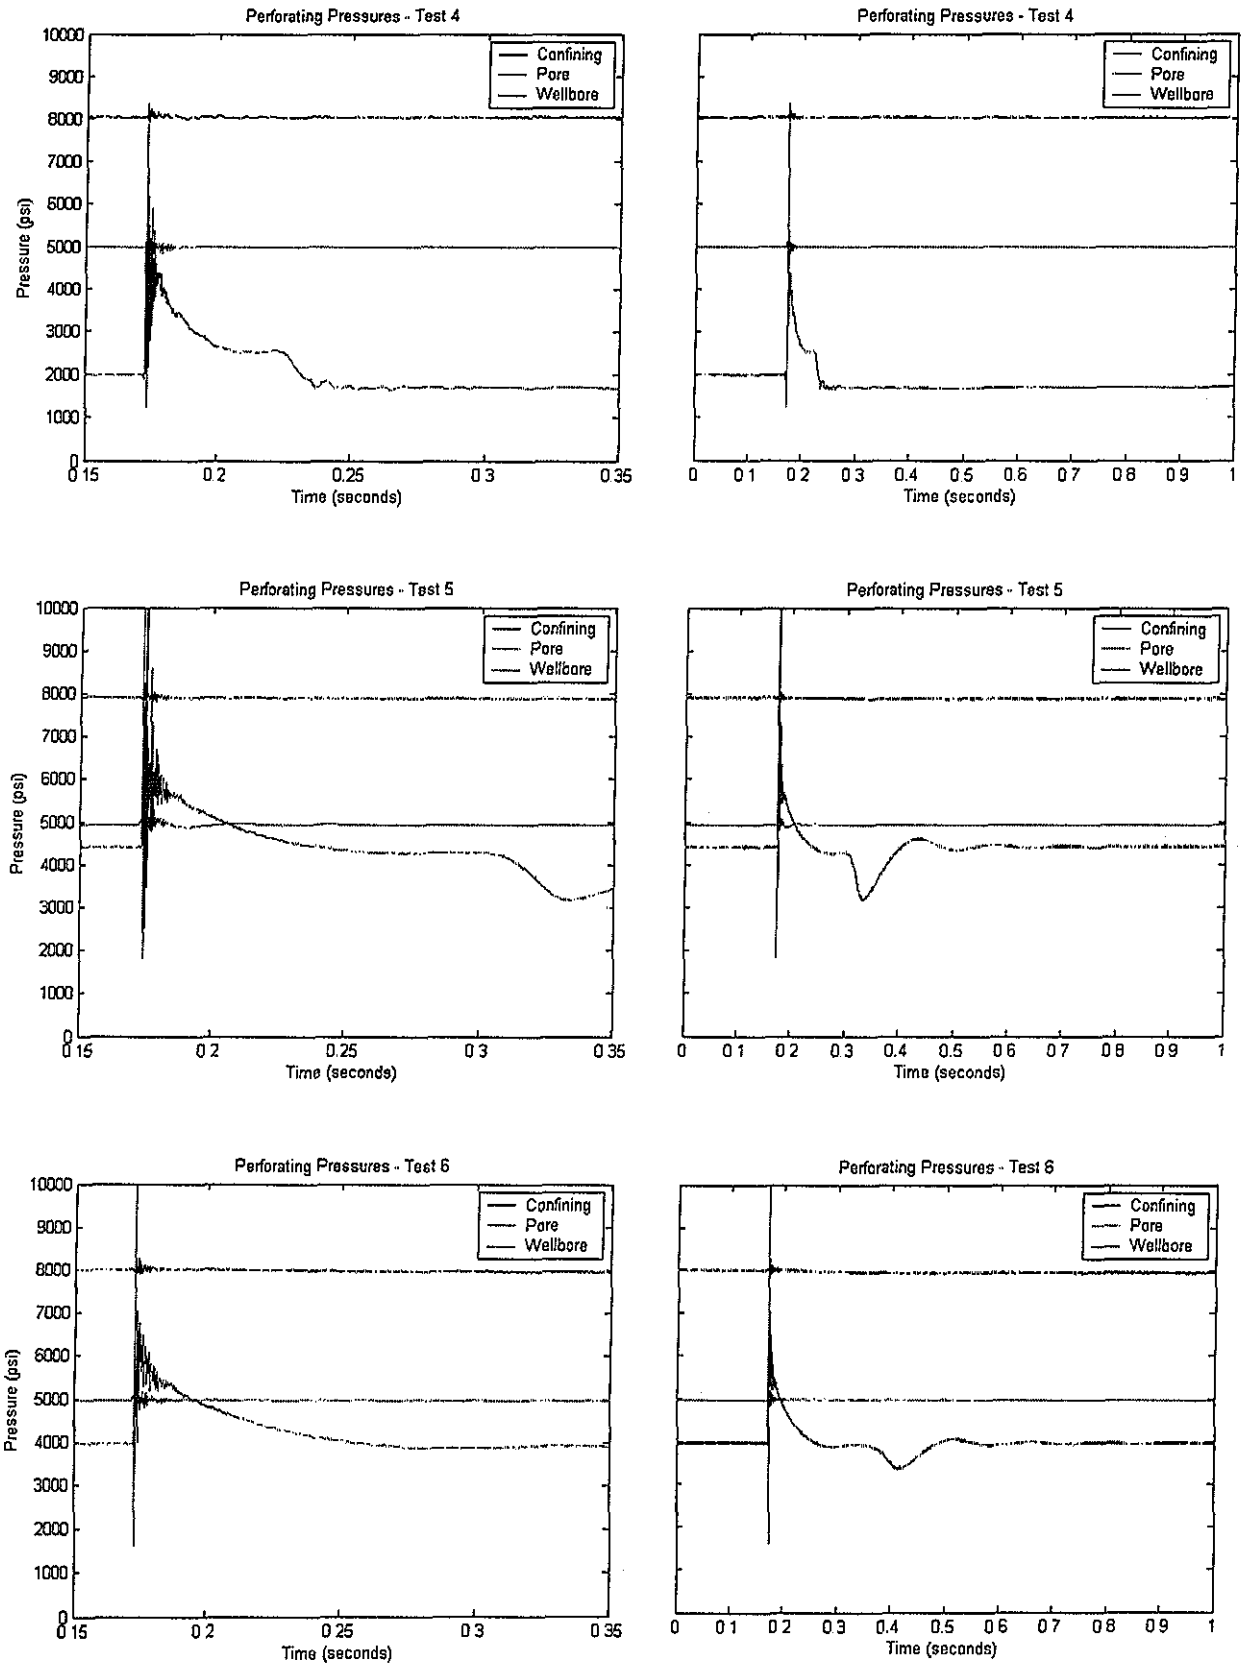 Perforating Pressures - Test 4
10000
9000
8000
7000
6000
5000
4000
3000
2000
1000
0
Pressure (psi)
Confining
Pore
Wellbore
0.15 0.2 0.25 0.3 0.35
Time (seconds)
Perforating Pressures - Test 4
Confining
Pore
Wellbore
0 0.1 0.2 0.3 0.4 0.5 0.6 0.7 0.8 0.9 1
Time (seconds)
Perforating Pressures - Test 5
10000
9000
8000
7000
6000
5000
4000
3000
2000
1000
0
Pressure (psi)
Confining
Pore
Wellbore
0.15 0.2 0.25 0.3 0.35
Time (seconds)
Perforating Pressures - Test 5
Confining
Pore
Wellbore
0 0.1 0.2 0.3 0.4 0.5 0.6 0.7 0.8 0.9 1
Time (seconds)
Perforating Pressures - Test 6
10000
9000
8000
7000
6000
5000
4000
3000
2000
1000
0
Pressure (psi)
Confining
Pore
Wellbore
0.15 0.2 0.25 0.3 0.35
Time (seconds)
Perforating Pressures - Test 6
Confining
Pore
Wellbore
0 0.1 0.2 0.3 0.4 0.5 0.6 0.7 0.8 0.9 1
Time (seconds)